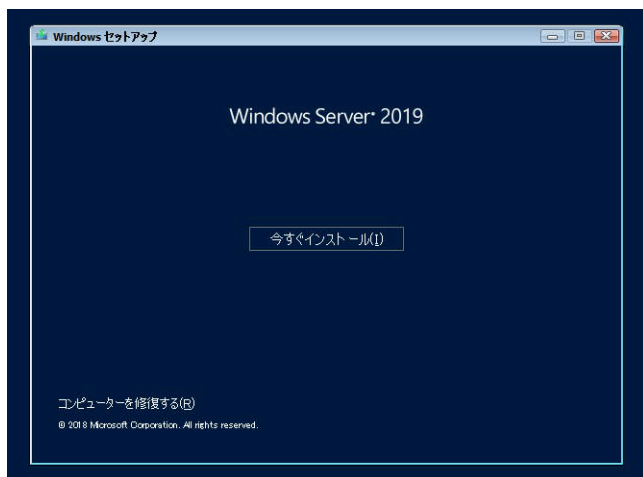 Windows セットアップ
Windows Server® 2019
今すぐインストール(I)
コンピューターを修復する(R)
© 2018 Microsoft Corporation. All rights reserved.